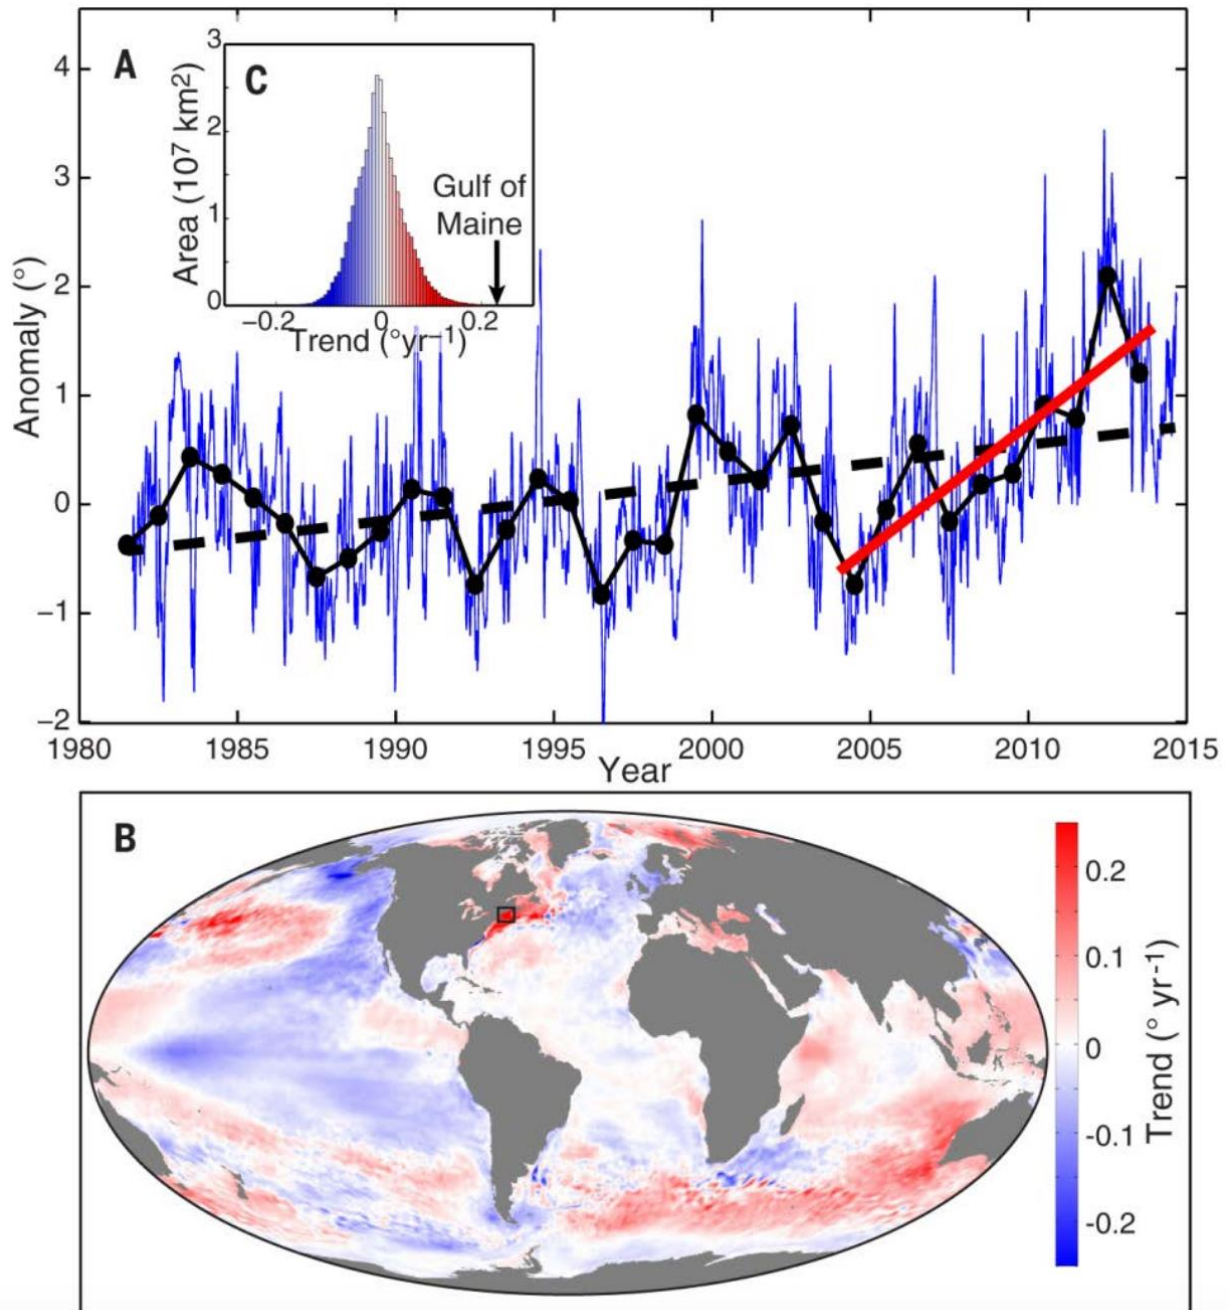 A
C
Anomaly (°)
4
3
2
1
0
−1
−2
1980 1985 1990 1995 2000 2005 2010 2015
Year
Area (10⁷ km²)
3
2
1
0
−0.2 0 0.2
Trend (°yr⁻¹)
Gulf of
Maine
B
0.2
0.1
0
-0.1
-0.2
Trend (° yr⁻¹)